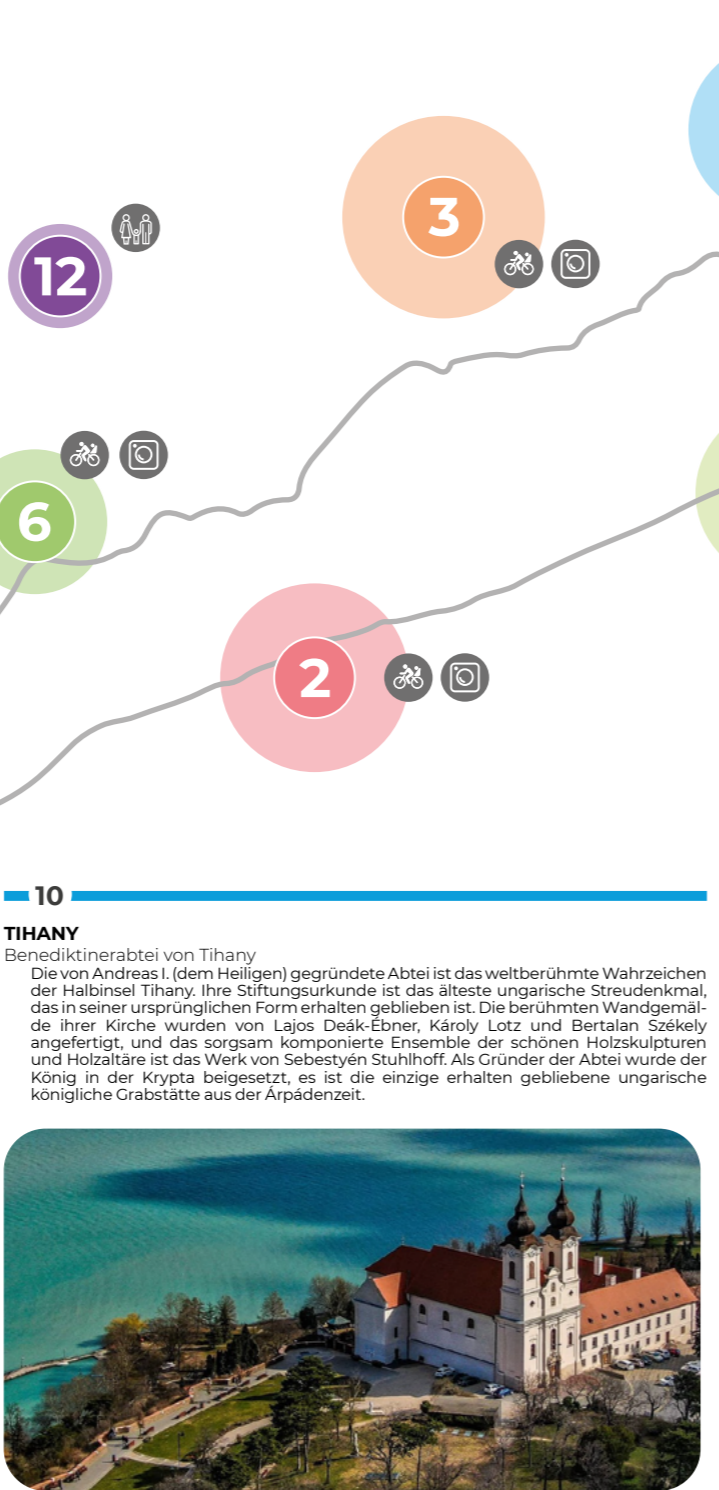 3
12
6
2
10
TIHANY
Benediktinerabtei von Tihany
Die von Andreas I. (dem Heiligen) gegründete Abtei ist das weltberühmte Wahrzeichen
der Halbinsel Tihany. Ihre Stiftungsurkunde ist das älteste ungarische Streudenkmal,
das in seiner ursprünglichen Form erhalten geblieben ist. Die berühmten Wandgemäl-
de ihrer Kirche wurden von Lajos Deák-Ébner, Károly Lotz und Bertalan Székely
angefertigt, und das sorgsam komponierte Ensemble der schönen Holzskulpturen
und Holzaltäre ist das Werk von Sebestyén Stuhlhoff. Als Gründer der Abtei wurde der
König in der Krypta beigesetzt, es ist die einzige erhalten gebliebene ungarische
königliche Grabstätte aus der Árpádenzeit.